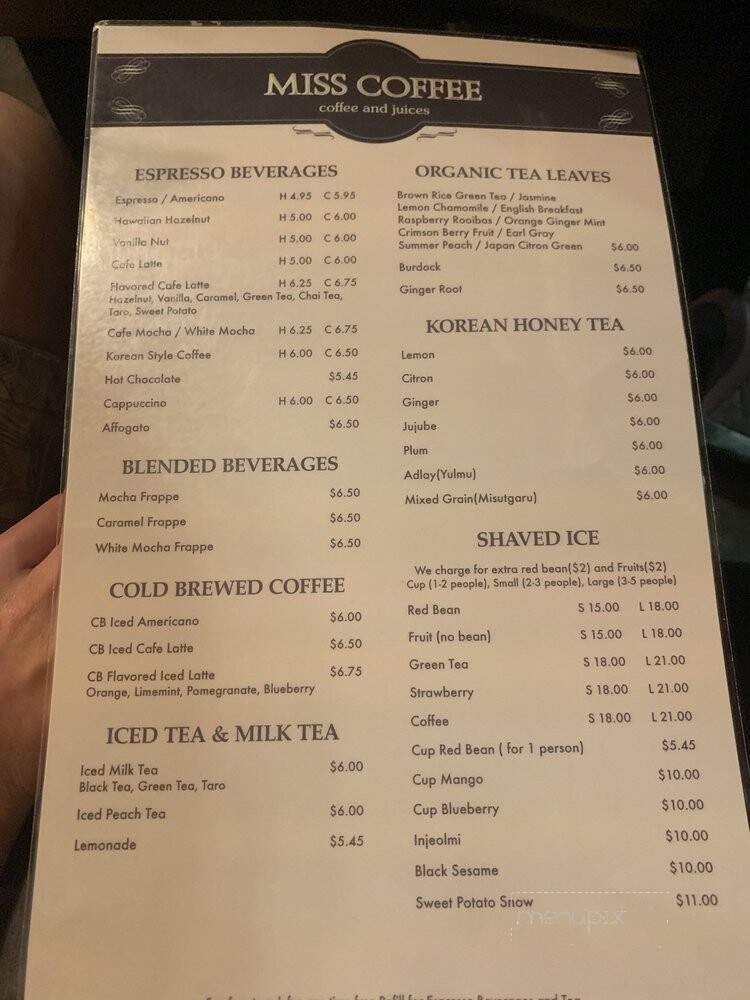 MISS COFFEE
coffee and juices
ESPRESSO BEVERAGES
Espresso / Americano H 4.95 C 5.95
Hawaiian Hazelnut H 5.00 C 6.00
Vanilla Nut H 5.00 C 6.00
Cafe Latte H 5.00 C 6.00
Flavored Cafe Latte H 6.25 C 6.75
Hazelnut, Vanilla, Caramel, Green Tea, Chai Tea,
Taro, Sweet Potato
Cafe Mocha / White Mocha H 6.25 C 6.75
Korean Style Coffee H 6.00 C 6.50
Hot Chocolate $5.45
Cappuccino H 6.00 C 6.50
Affogato $6.50
BLENDED BEVERAGES
Mocha Frappe $6.50
Caramel Frappe $6.50
White Mocha Frappe $6.50
COLD BREWED COFFEE
CB Iced Americano $6.00
CB Iced Cafe Latte $6.50
CB Flavored Iced Latte $6.75
Orange, Limemint, Pomegranate, Blueberry
ICED TEA & MILK TEA
Iced Milk Tea $6.00
Black Tea, Green Tea, Taro
Iced Peach Tea $6.00
Lemonade $5.45
ORGANIC TEA LEAVES
Brown Rice Green Tea / Jasmine
Lemon Chamomile / English Breakfast
Raspberry Rooibos / Orange Ginger Mint
Crimson Berry Fruit / Earl Gray
Summer Peach / Japan Citron Green $6.00
Burdock $6.50
Ginger Root $6.50
KOREAN HONEY TEA
Lemon $6.00
Citron $6.00
Ginger $6.00
Jujube $6.00
Plum $6.00
Adlay(Yulmu) $6.00
Mixed Grain(Misutgaru) $6.00
SHAVED ICE
We charge for extra red bean($2) and Fruits($2)
Cup (1-2 people), Small (2-3 people), Large (3-5 people)
Red Bean S 15.00 L 18.00
Fruit (no bean) S 15.00 L 18.00
Green Tea S 18.00 L 21.00
Strawberry S 18.00 L 21.00
Coffee S 18.00 L 21.00
Cup Red Bean ( for 1 person) $5.45
Cup Mango $10.00
Cup Blueberry $10.00
Injeolmi $10.00
Black Sesame $10.00
Sweet Potato Snow $11.00
menupix
Refill for Espresso Beverages and Tea